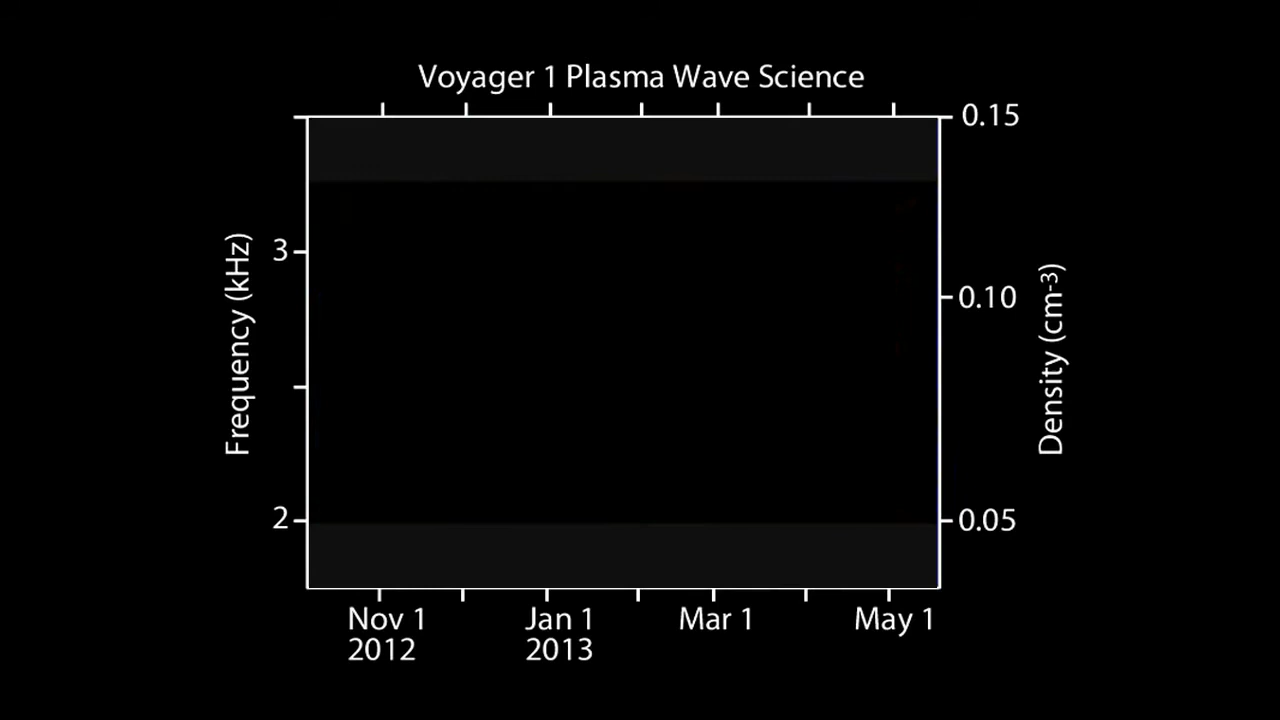 Voyager 1 Plasma Wave Science
0.15
3
0.10
Frequency (kHz)
Density (cm-3)
2
0.05
Nov 1 Jan 1 Mar 1 May 1
2012 2013